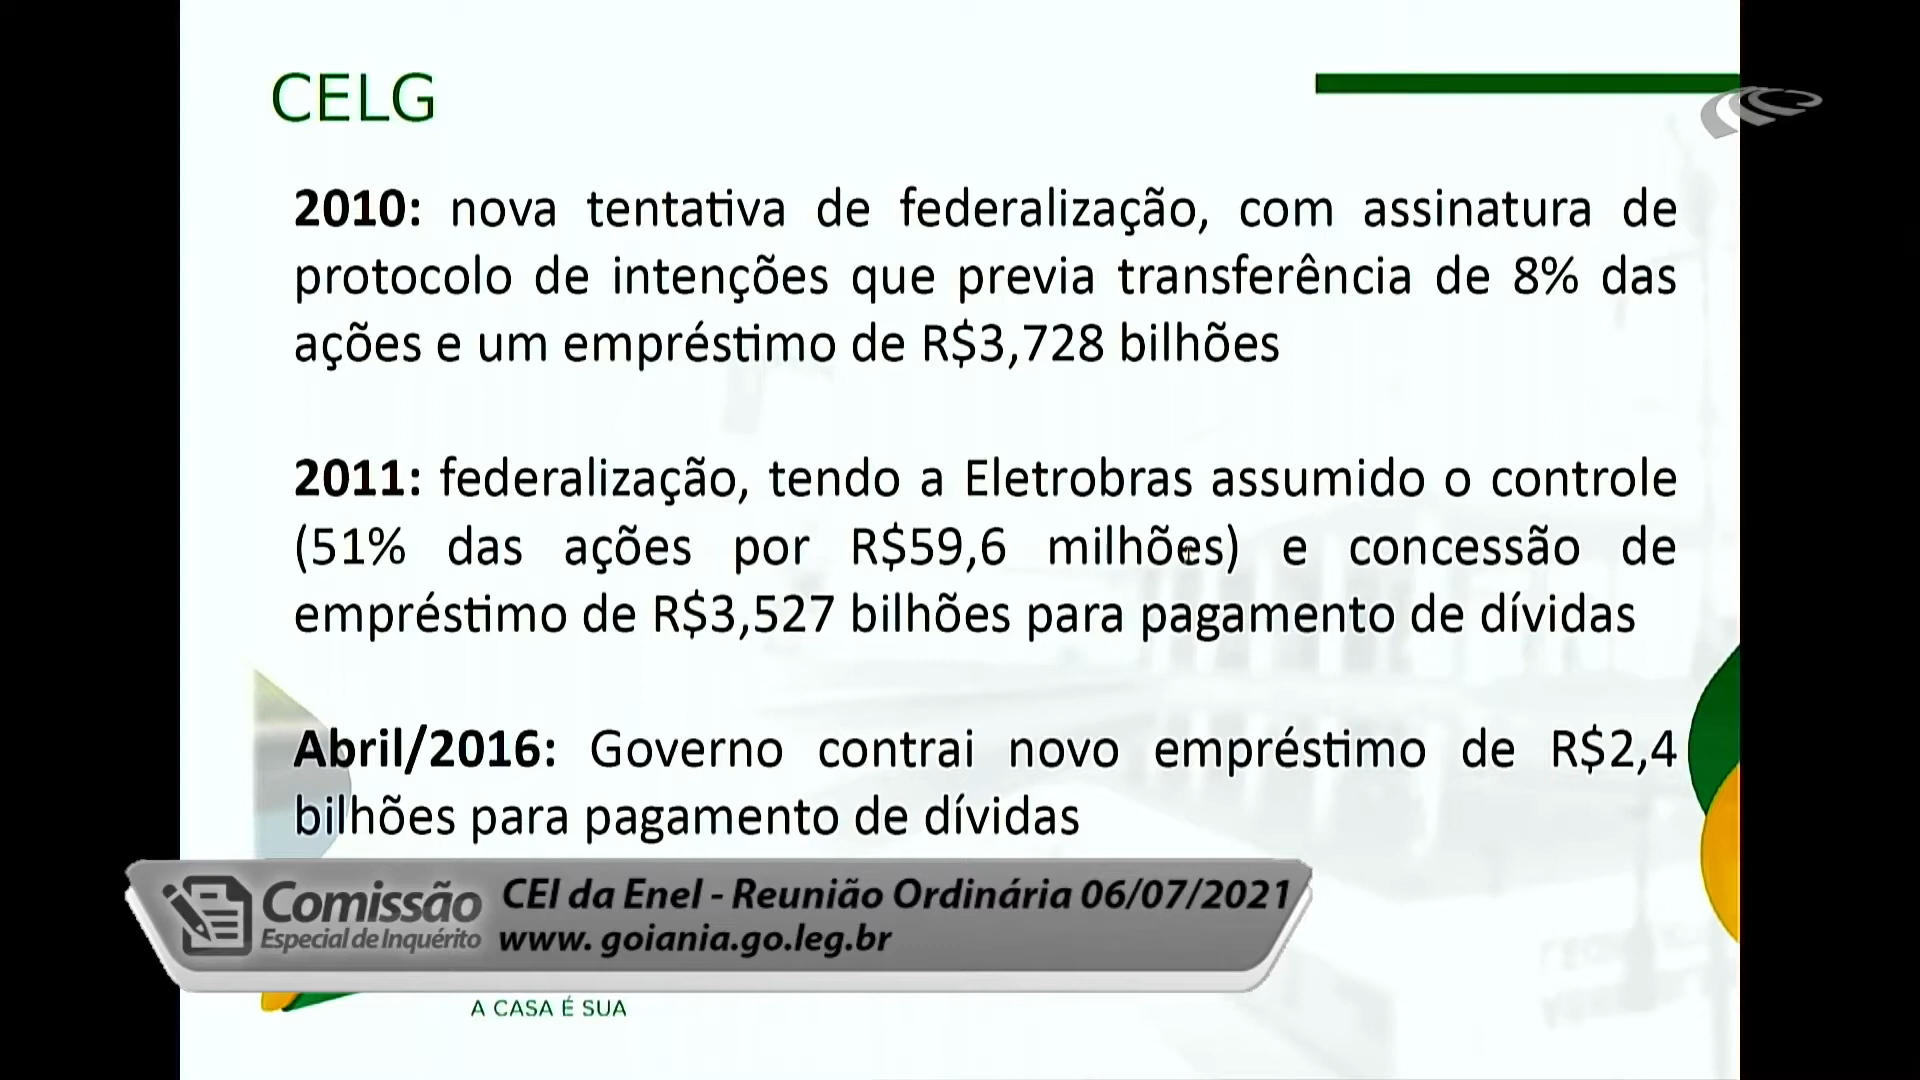 CELG
2010: nova tentativa de federalização, com assinatura de
protocolo de intenções que previa transferência de 8% das
ações e um empréstimo de R$3,728 bilhões
2011: federalização, tendo a Eletrobras assumido o controle
(51% das ações por R$59,6 milhões) e concessão de
empréstimo de R$3,527 bilhões para pagamento de dívidas
Abril/2016: Governo contrai novo empréstimo de R$2,4
bilhões para pagamento de dívidas
Comissão
Especial de Inquérito
CEI da Enel - Reunião Ordinária 06/07/2021
www. goiania.go.leg.br
A CASA É SUA